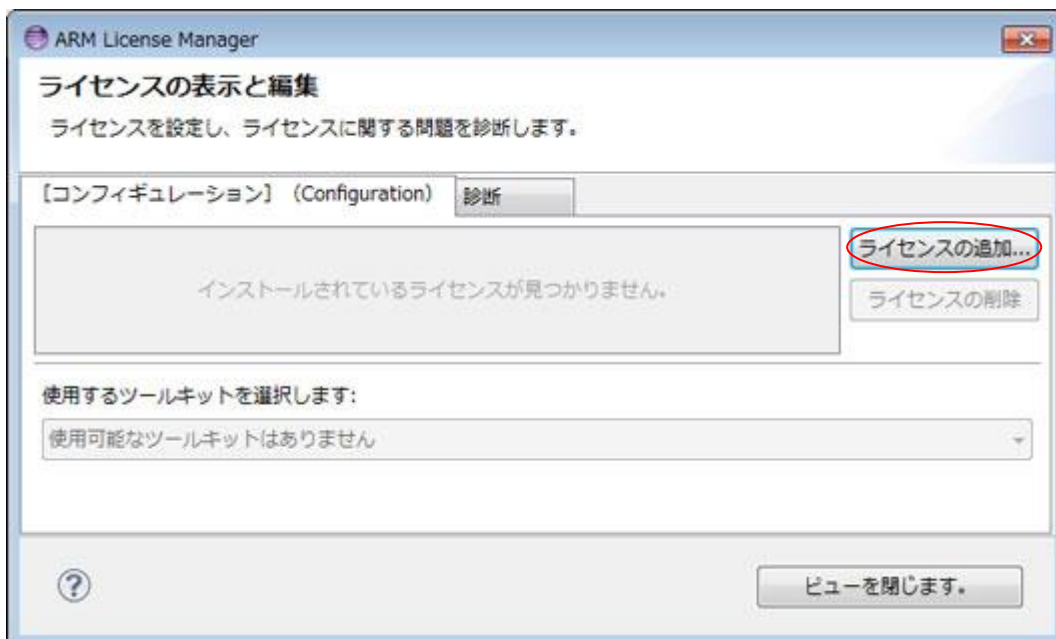 ARM License Manager
ライセンスの表示と編集
ライセンスを設定し、ライセンスに関する問題を診断します。
[コンフィギュレーション] (Configuration)
診断
インストールされているライセンスが見つかりません。
ライセンスの追加...
ライセンスの削除
使用するツールキットを選択します:
使用可能なツールキットはありません
ビューを閉じます。